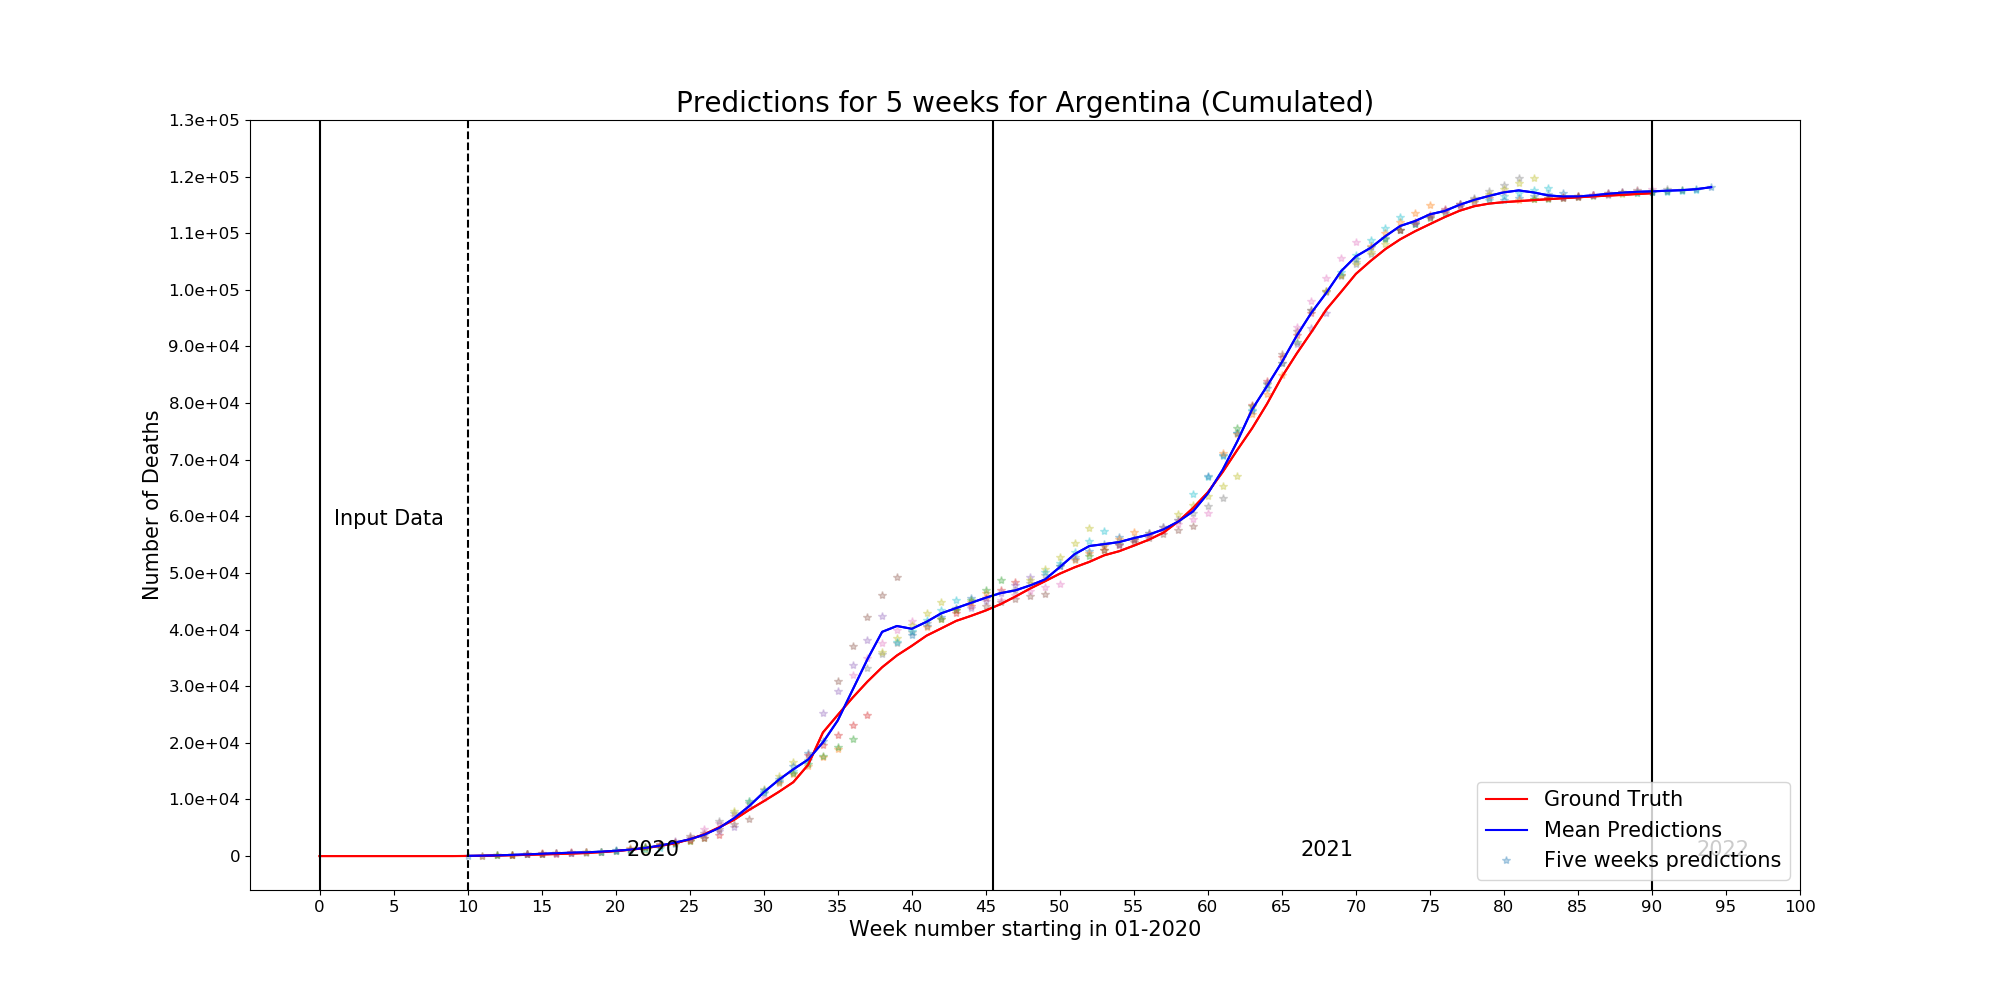 Predictions for 5 weeks for Argentina (Cumulated)
1.3e+05
1.2e+05
1.1e+05
1.0e+05
9.0e+04
8.0e+04
7.0e+04
6.0e+04
5.0e+04
4.0e+04
3.0e+04
2.0e+04
1.0e+04
0
Number of Deaths
Input Data
2020
2021
2022
Ground Truth
Mean Predictions
Five weeks predictions
0 5 10 15 20 25 30 35 40 45 50 55 60 65 70 75 80 85 90 95 100
Week number starting in 01-2020